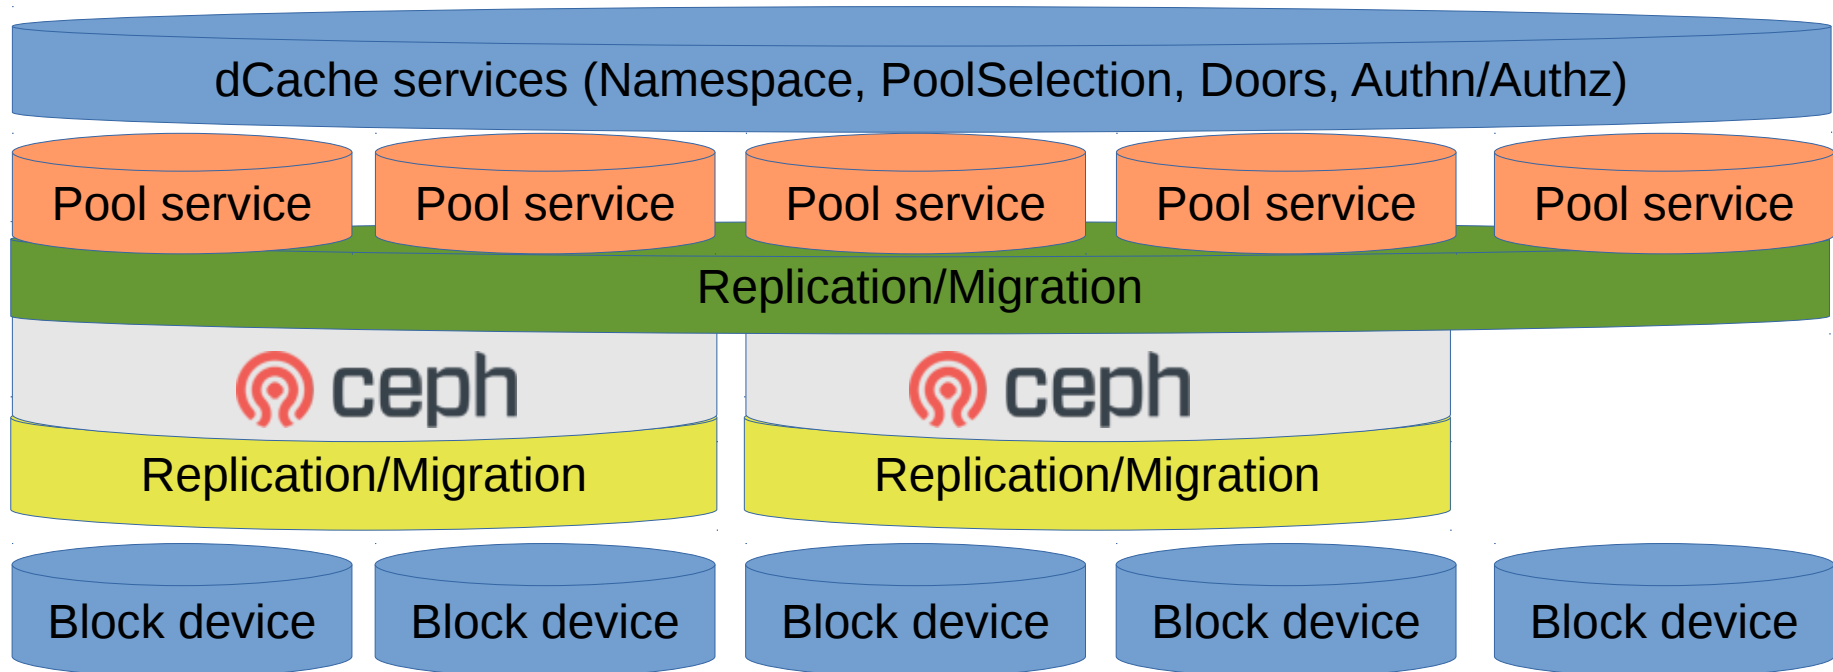 dCache services (Namespace, PoolSelection, Doors, Authn/Authz)
Pool service Pool service Pool service Pool service Pool service
Replication/Migration
ceph ceph
Replication/Migration Replication/Migration
Block device Block device Block device Block device Block device